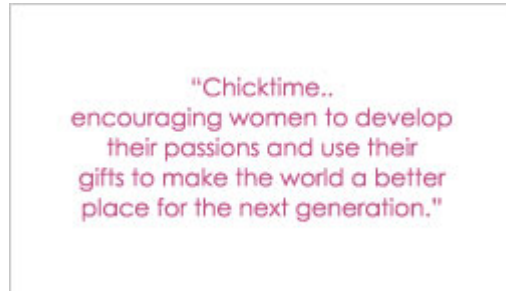 “Chicktime..
encouraging women to develop
their passions and use their
gifts to make the world a better
place for the next generation.”